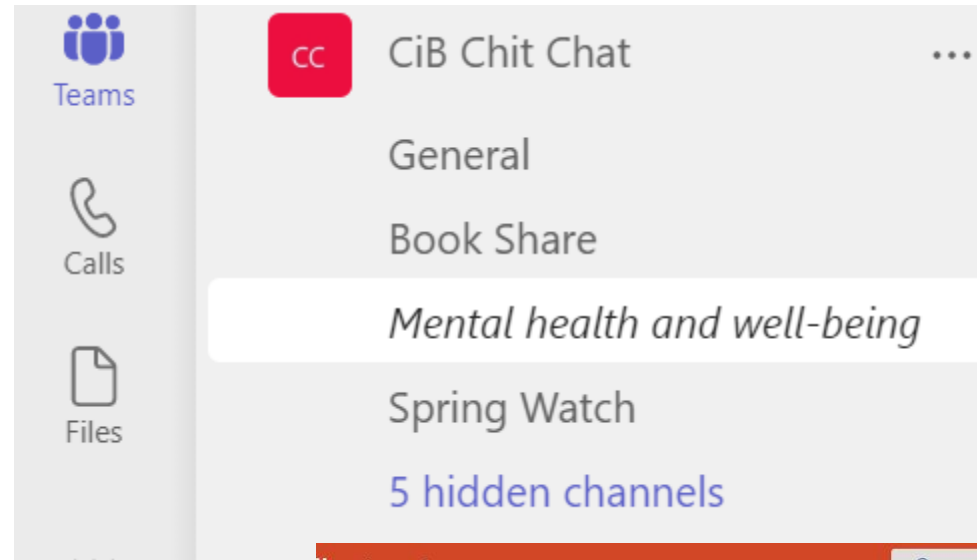 Teams
CC
CiB Chit Chat
...
General
Calls
Book Share
Mental health and well-being
Files
Spring Watch
5 hidden channels